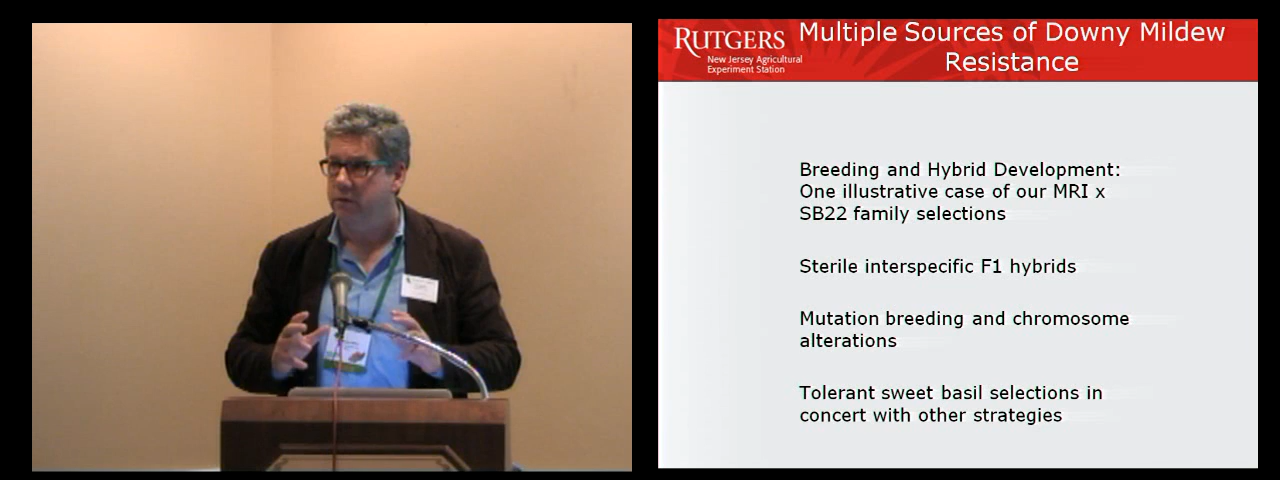 RUTGERS
New Jersey Agricultural
Experiment Station
Multiple Sources of Downy Mildew
Resistance
Breeding and Hybrid Development:
One illustrative case of our MRI x
SB22 family selections
Sterile interspecific F1 hybrids
Mutation breeding and chromosome
alterations
Tolerant sweet basil selections in
concert with other strategies